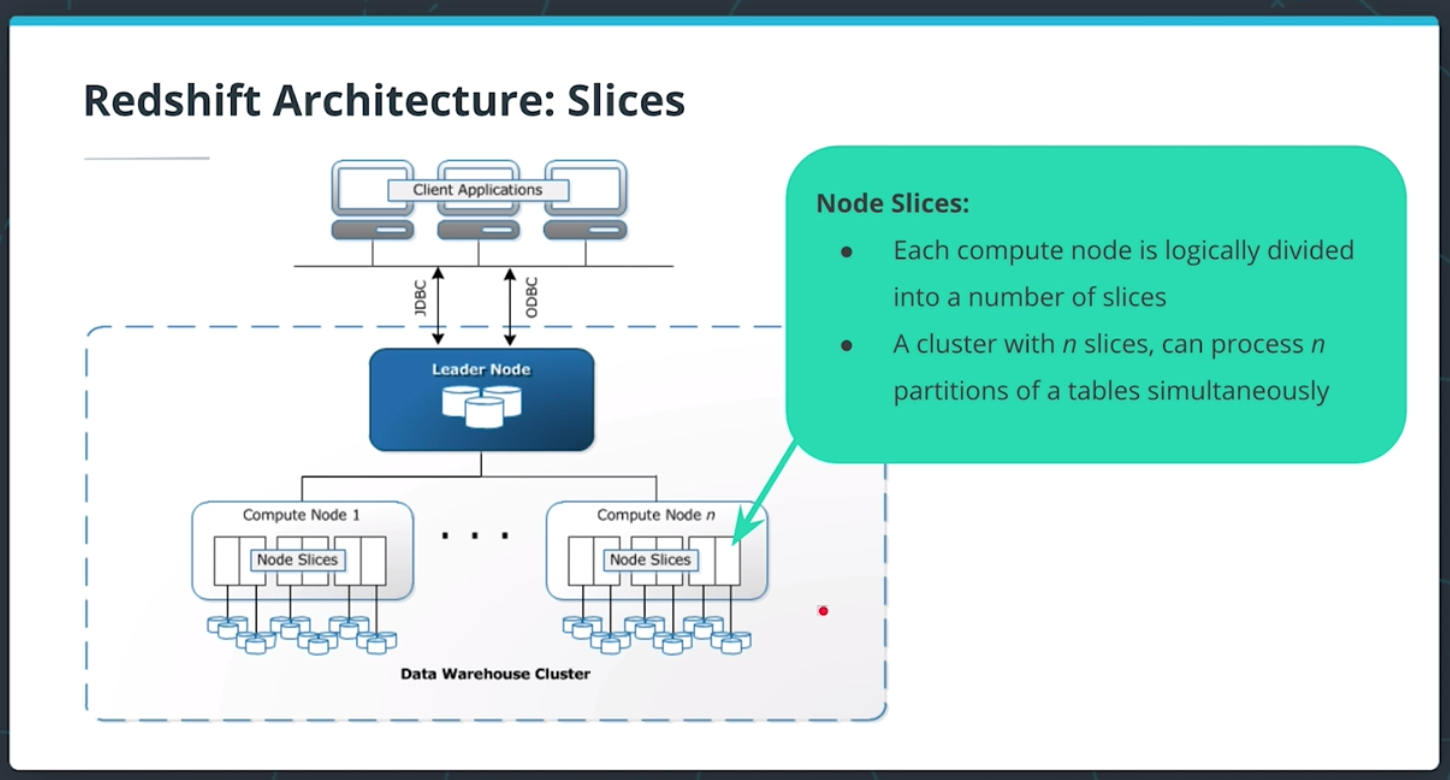 Redshift Architecture: Slices
Client Applications
JDBC
ODBC
Leader Node
Compute Node 1
Node Slices
. . .
Compute Node n
Node Slices
Data Warehouse Cluster
Node Slices:
● Each compute node is logically divided
into a number of slices
● A cluster with n slices, can process n
partitions of a tables simultaneously